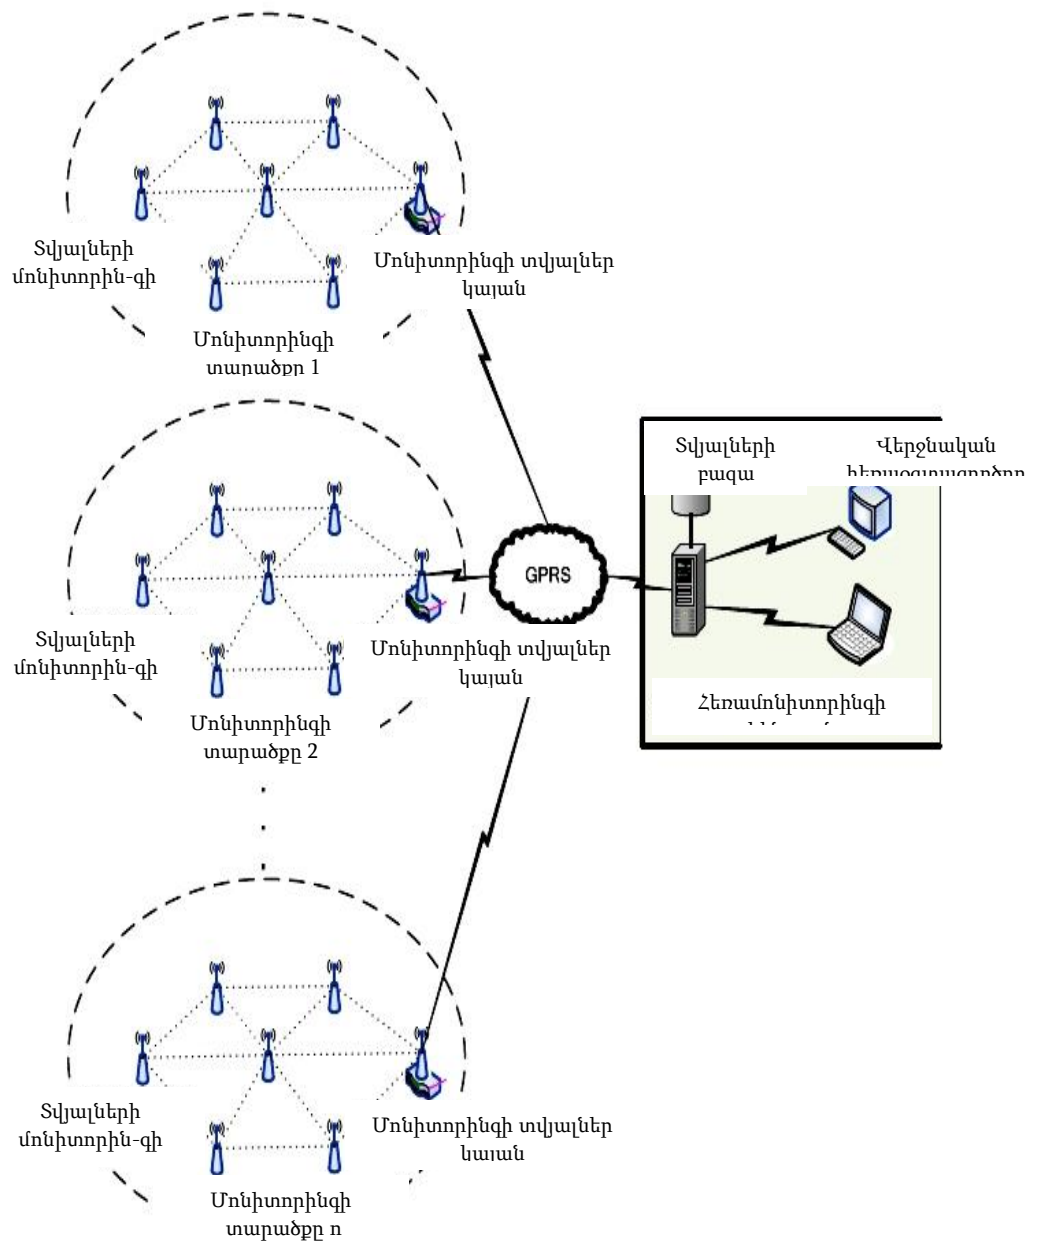 Տվյալների
մոնիտորին-գի
Մոնիտորինգի տվյալներ
կայան
Մոնիտորինգի
տարածքը 1
Տվյալների
բազա
Վերջնական
GPRS
Տվյալների
մոնիտորին-գի
Մոնիտորինգի տվյալներ
կայան
Հեռամոնիտորինգի
Մոնիտորինգի
տարածքը 2
Տվյալների
մոնիտորին-գի
Մոնիտորինգի տվյալներ
կայան
Մոնիտորինգի
տարածքը n